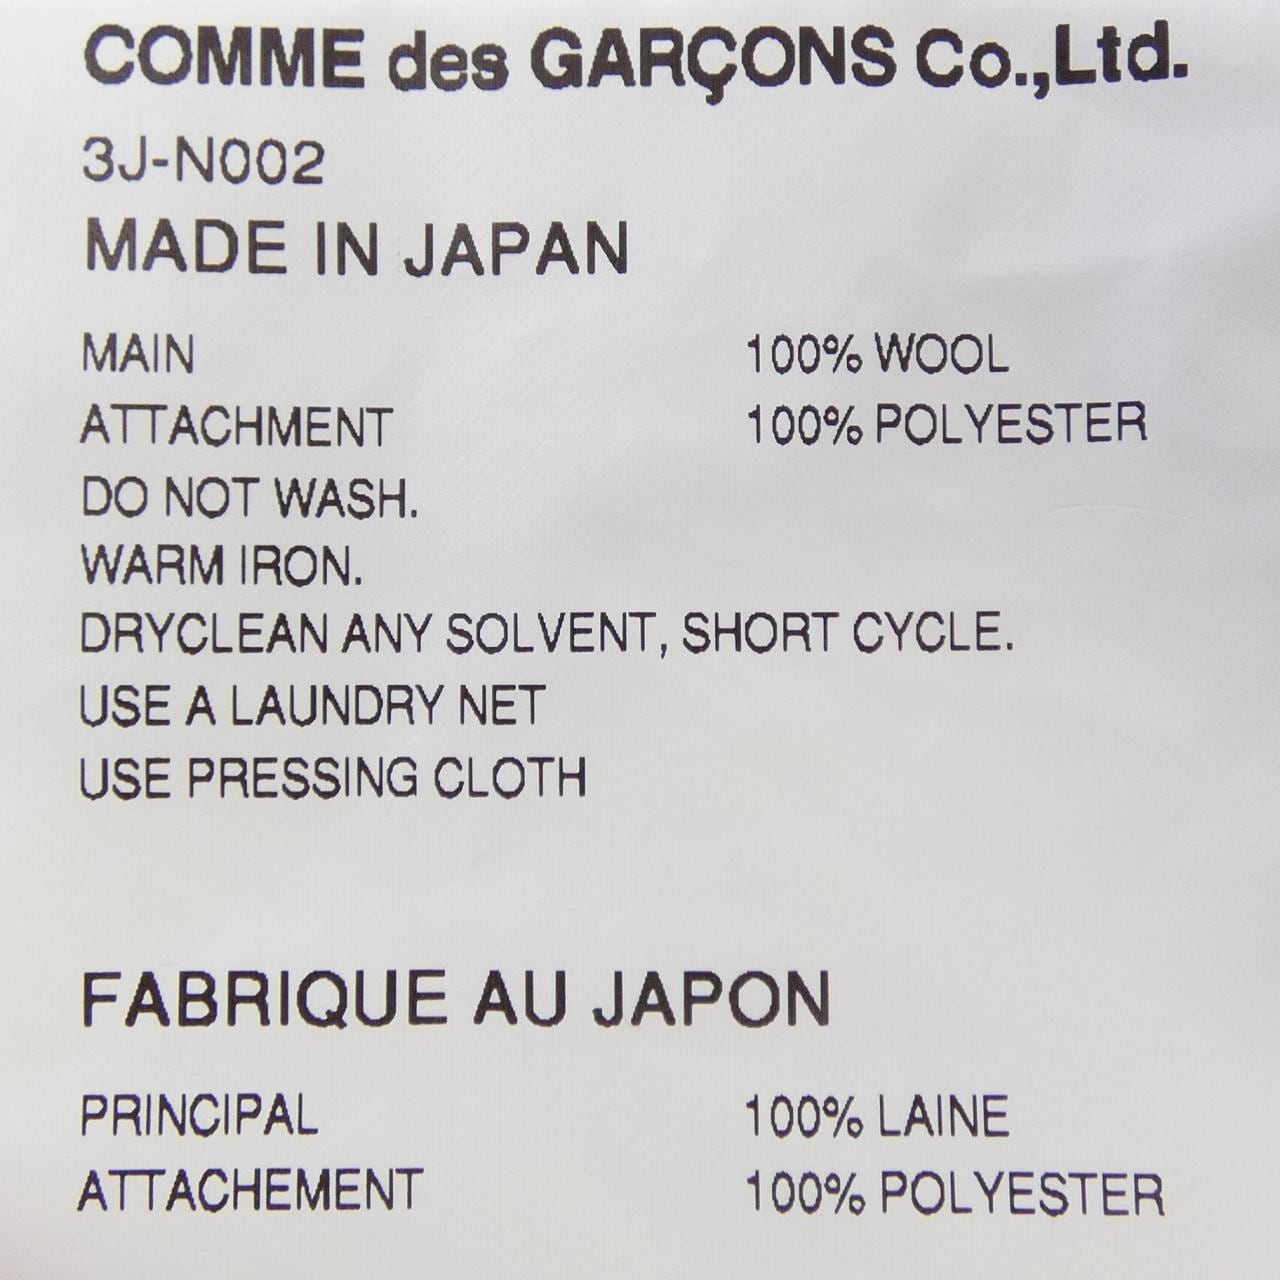 COMME des GARÇONS Co.,Ltd.
3J-N002
MADE IN JAPAN
MAIN 100% WOOL
ATTACHMENT 100% POLYESTER
DO NOT WASH.
WARM IRON.
DRYCLEAN ANY SOLVENT, SHORT CYCLE.
USE A LAUNDRY NET
USE PRESSING CLOTH
FABRIQUE AU JAPON
PRINCIPAL 100% LAINE
ATTACHEMENT 100% POLYESTER